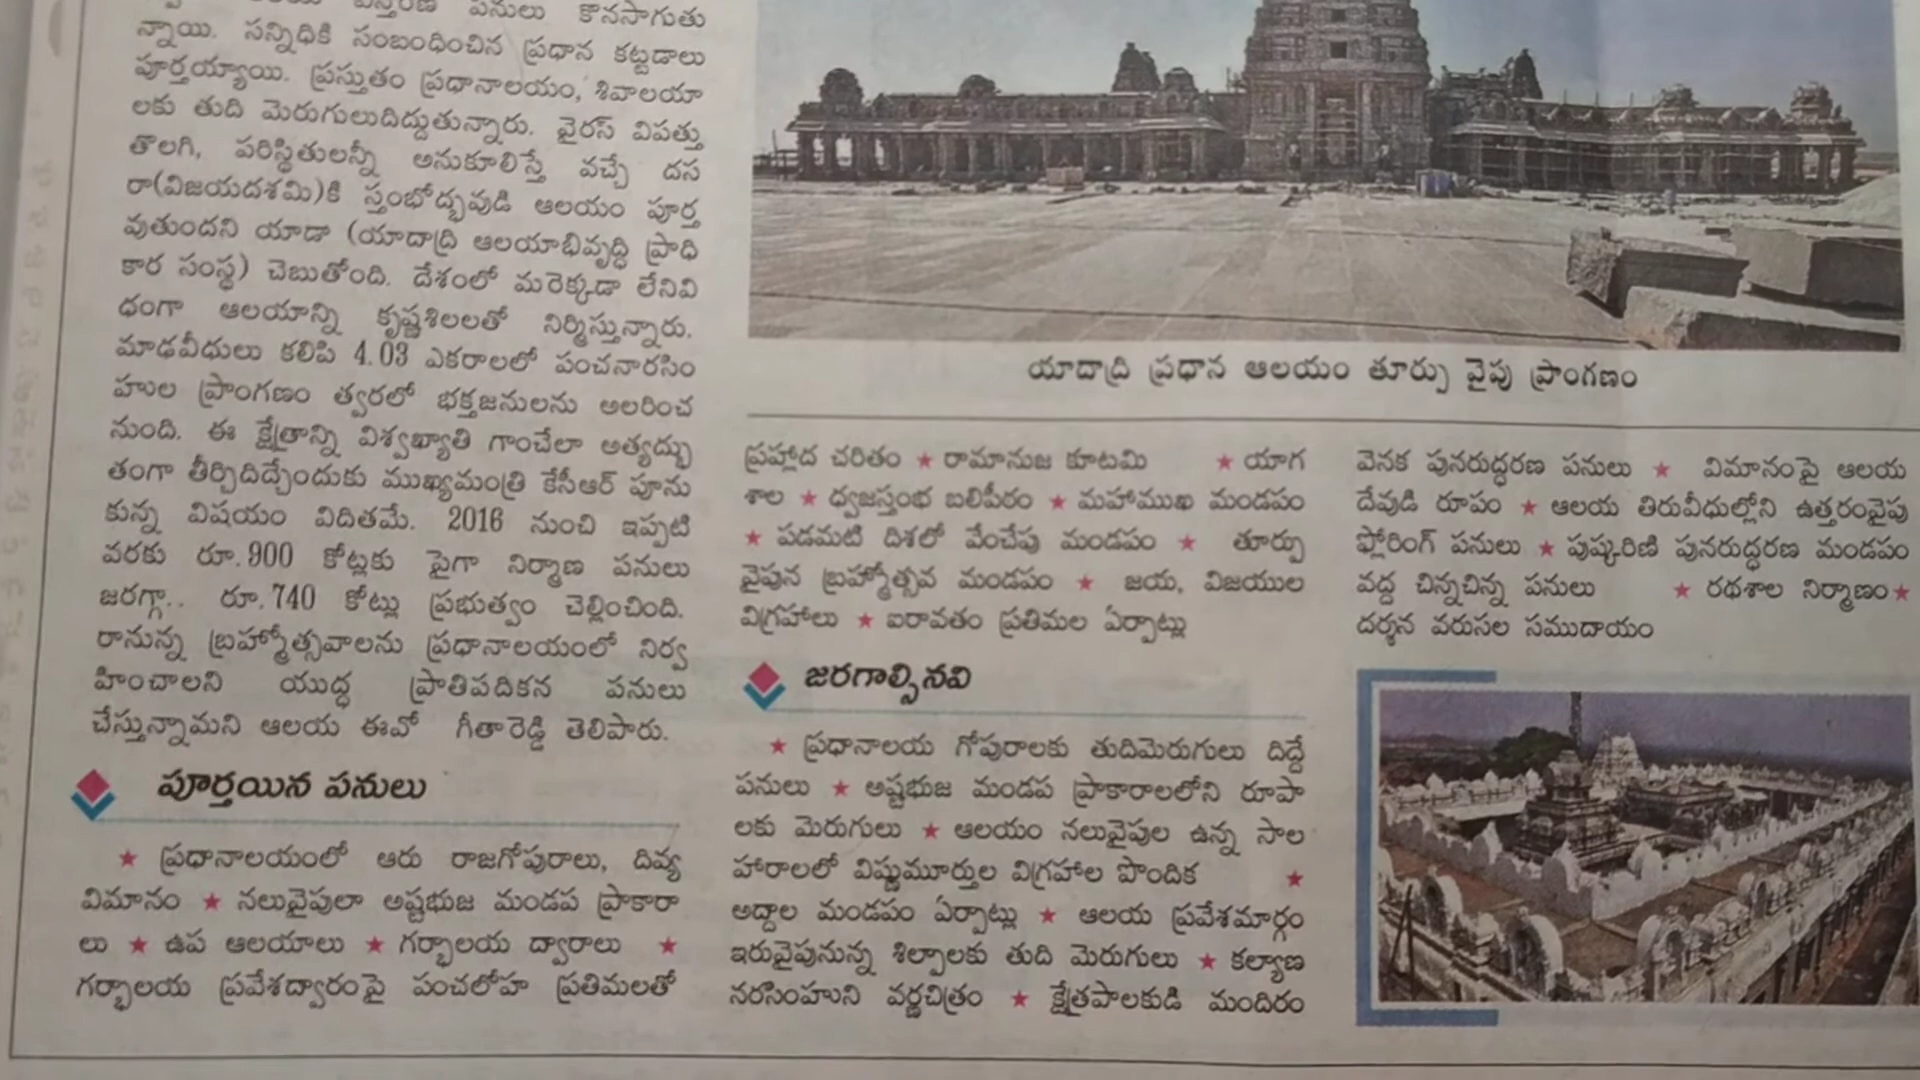 పనులు కొనసాగుతు
న్నాయి. సన్నిధికి సంబంధించిన ప్రధాన కట్టడాలు
పూర్తయ్యాయి. ప్రస్తుతం ప్రధానాలయం, శివాలయా
లకు తుది మెరుగులుదిద్దుతున్నారు. వైరస్ విపత్తు
తొలగి, పరిస్థితులన్నీ అనుకూలిస్తే వచ్చే దస
రా(విజయదశమి)కి స్తంభోద్భవుడి ఆలయం పూర్త
వుతుందని యాడా (యాదాద్రి ఆలయాభివృద్ధి ప్రాధి
కార సంస్థ) చెబుతోంది. దేశంలో మరెక్కడా లేనివి
ధంగా ఆలయాన్ని కృష్ణశిలలతో నిర్మిస్తున్నారు.
మాఢవీధులు కలిపి 4.03 ఎకరాలలో పంచనారసిం
హుల ప్రాంగణం త్వరలో భక్తజనులను అలరించ
నుంది. ఈ క్షేత్రాన్ని విశ్వఖ్యాతి గాంచేలా అత్యద్భు
తంగా తీర్చిదిద్చేందుకు ముఖ్యమంత్రి కేసీఆర్ పూను
కున్న విషయం విదితమే. 2016 నుంచి ఇప్పటి
వరకు రూ.900 కోట్లకు పైగా నిర్మాణ పనులు
జరగ్గా.. రూ.740 కోట్లు ప్రభుత్వం చెల్లించింది.
రానున్న బ్రహ్మోత్సవాలను ప్రధానాలయంలో నిర్వ
హించాలని యుద్ధ ప్రాతిపదికన పనులు
చేస్తున్నామని ఆలయ ఈవో గీతారెడ్డి తెలిపారు.
పూర్తయిన పనులు
★ ప్రధానాలయంలో ఆరు రాజగోపురాలు, దివ్య
విమానం ★ నలువైపులా అష్టభుజ మండప ప్రాకారా
లు ★ ఉప ఆలయాలు ★ గర్భాలయ ద్వారాలు ★
గర్భాలయ ప్రవేశద్వారంపై పంచలోహ ప్రతిమలతో
యాదాద్రి ప్రధాన ఆలయం తూర్పు వైపు ప్రాంగణం
ప్రహ్లాద చరితం ★ రామానుజ కూటమి ★ యాగ
శాల ★ ధ్వజస్తంభ బలిపీఠం ★ మహాముఖ మండపం
★ పడమటి దిశలో వేంచేపు మండపం ★ తూర్పు
వైపున బ్రహ్మోత్సవ మండపం ★ జయ, విజయుల
విగ్రహాలు ★ ఐరావతం ప్రతిమల ఏర్పాట్లు
జరగాల్సినవి
★ ప్రధానాలయ గోపురాలకు తుదిమెరుగులు దిద్దే
పనులు ★ అష్టభుజ మండప ప్రాకారాలలోని రూపా
లకు మెరుగులు ★ ఆలయం నలువైపుల ఉన్న సాల
హారాలలో విష్ణుమూర్తుల విగ్రహాల పొందిక ★
అద్దాల మండపం ఏర్పాట్లు ★ ఆలయ ప్రవేశమార్గం
ఇరువైపునున్న శిల్పాలకు తుది మెరుగులు ★ కల్యాణ
నరసింహుని వర్ణచిత్రం ★ క్షేత్రపాలకుడి మందిరం
వెనక పునరుద్ధరణ పనులు ★ విమానంపై ఆలయ
దేవుడి రూపం ★ ఆలయ తిరువీధుల్లోని ఉత్తరంవైపు
ఫ్లోరింగ్ పనులు ★ పుష్కరిణి పునరుద్ధరణ మండపం
వద్ద చిన్నచిన్న పనులు ★ రథశాల నిర్మాణం★
దర్శన వరుసల సముదాయం